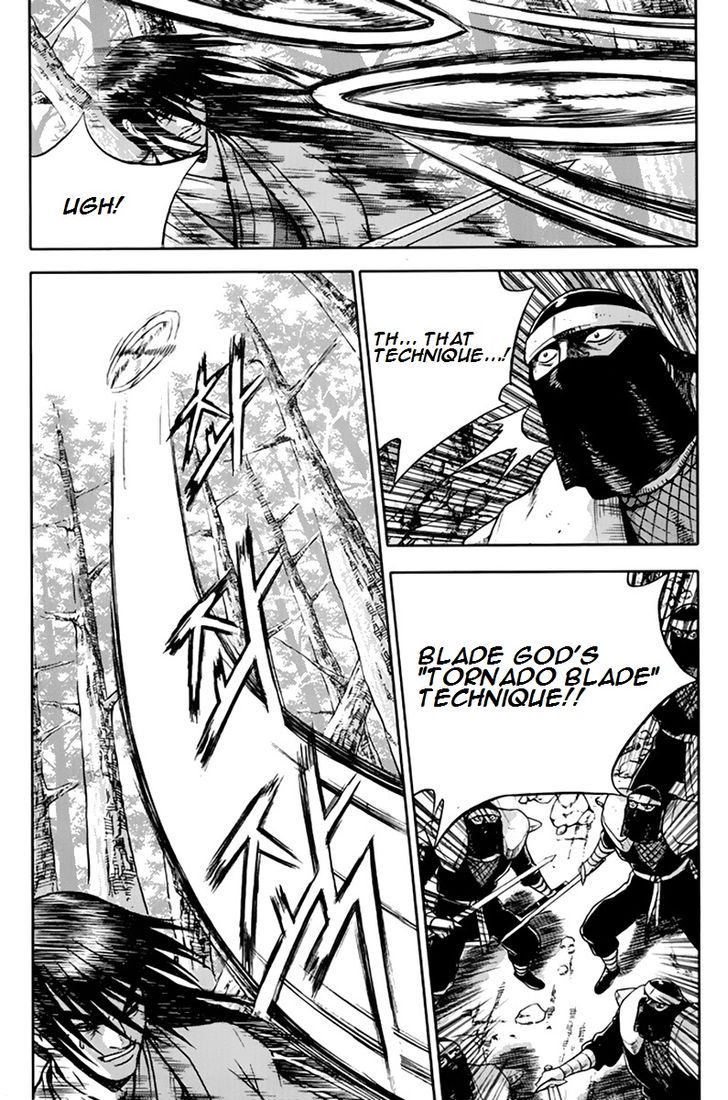 UGH!
TH... THAT
TECHNIQUE...!
BLADE GOD'S
"TORNADO BLADE"
TECHNIQUE!!